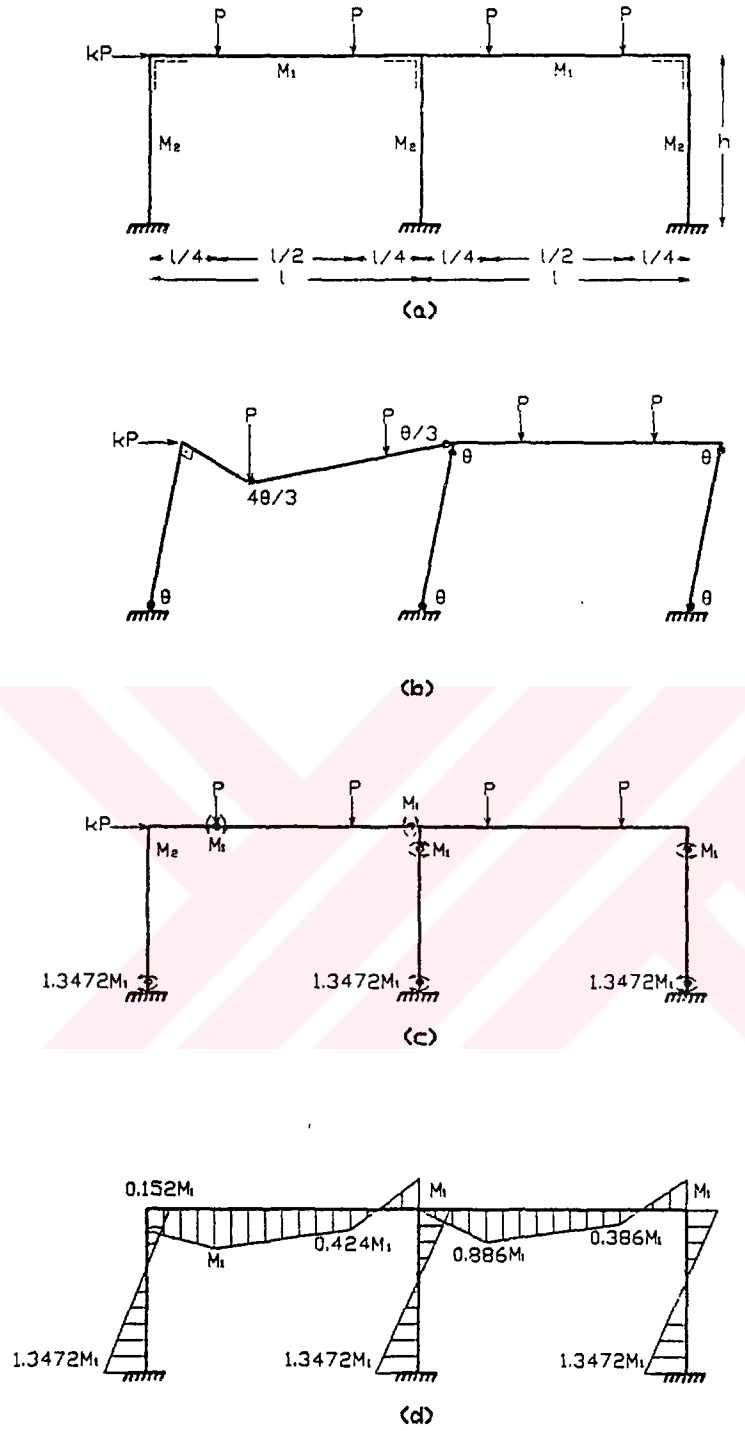 P P P P
kP
M₁ M₁
M₂ M₂ M₂ h
l/4 l/2 l/4 l/4 l/2 l/4
l l
(a)
P P P P
kP θ/3
4θ/3 θ θ
θ θ θ
(b)
P P M₁ P P
kP
M₂ M₁ M₁ M₁
1.3472M₁ 1.3472M₁ 1.3472M₁
(c)
0.152M₁ M₁ M₁
M₁ 0.424M₁ 0.886M₁ 0.386M₁
1.3472M₁ 1.3472M₁ 1.3472M₁
(d)